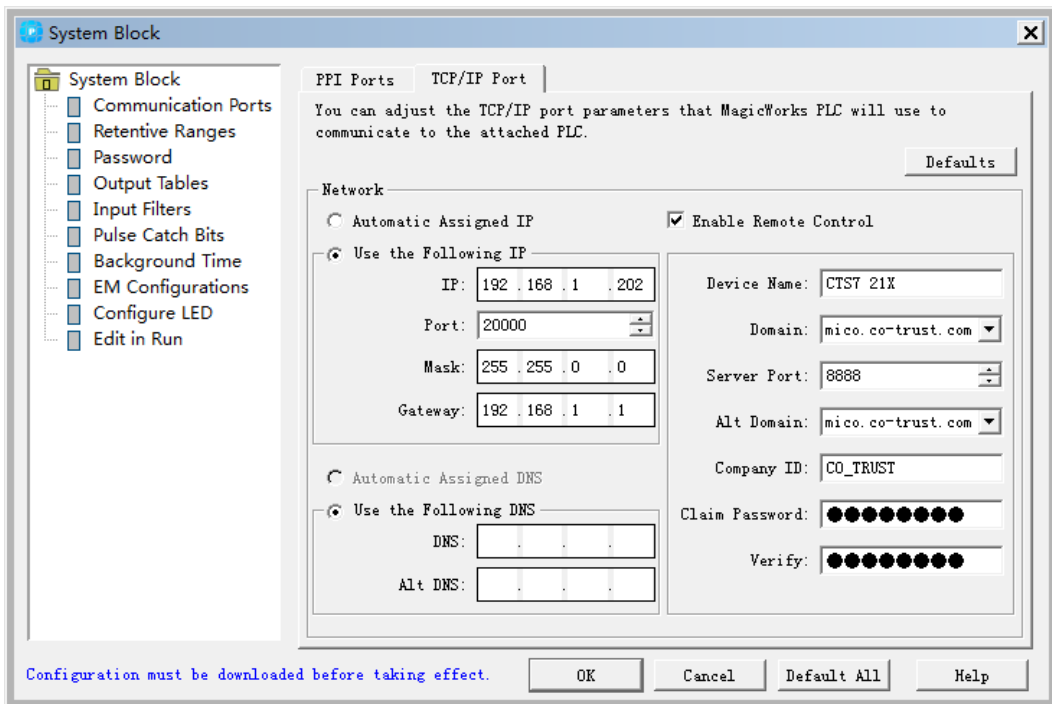 System Block
System Block
Communication Ports
Retentive Ranges
Password
Output Tables
Input Filters
Pulse Catch Bits
Background Time
EM Configurations
Configure LED
Edit in Run
PPI Ports TCP/IP Port
You can adjust the TCP/IP port parameters that MagicWorks PLC will use to
communicate to the attached PLC.
Defaults
Network
Automatic Assigned IP
Use the Following IP
IP: 192 . 168 . 1 . 202
Port: 20000
Mask: 255 . 255 . 0 . 0
Gateway: 192 . 168 . 1 . 1
Automatic Assigned DNS
Use the Following DNS
DNS: . . .
Alt DNS: . . .
Enable Remote Control
Device Name: CTS7 21X
Domain: mico.co-trust.com
Server Port: 8888
Alt Domain: mico.co-trust.com
Company ID: CO_TRUST
Claim Password: ●●●●●●●●
Verify: ●●●●●●●●
Configuration must be downloaded before taking effect.
OK Cancel Default All Help